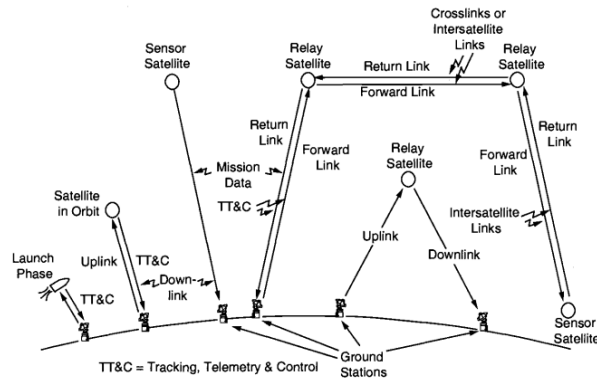 Crosslinks or
Intersatellite
Links
Sensor
Satellite
Relay
Satellite
Return Link
Forward Link
Relay
Satellite
Return
Link
Forward
Link
Mission
Data
TT&C
Relay
Satellite
Return
Link
Forward
Link
Satellite
in Orbit
Intersatellite
Links
Uplink
Downlink
Launch
Phase
Uplink
TT&C
Down-
link
TT&C
Sensor
Satellite
Ground
Stations
TT&C = Tracking, Telemetry & Control